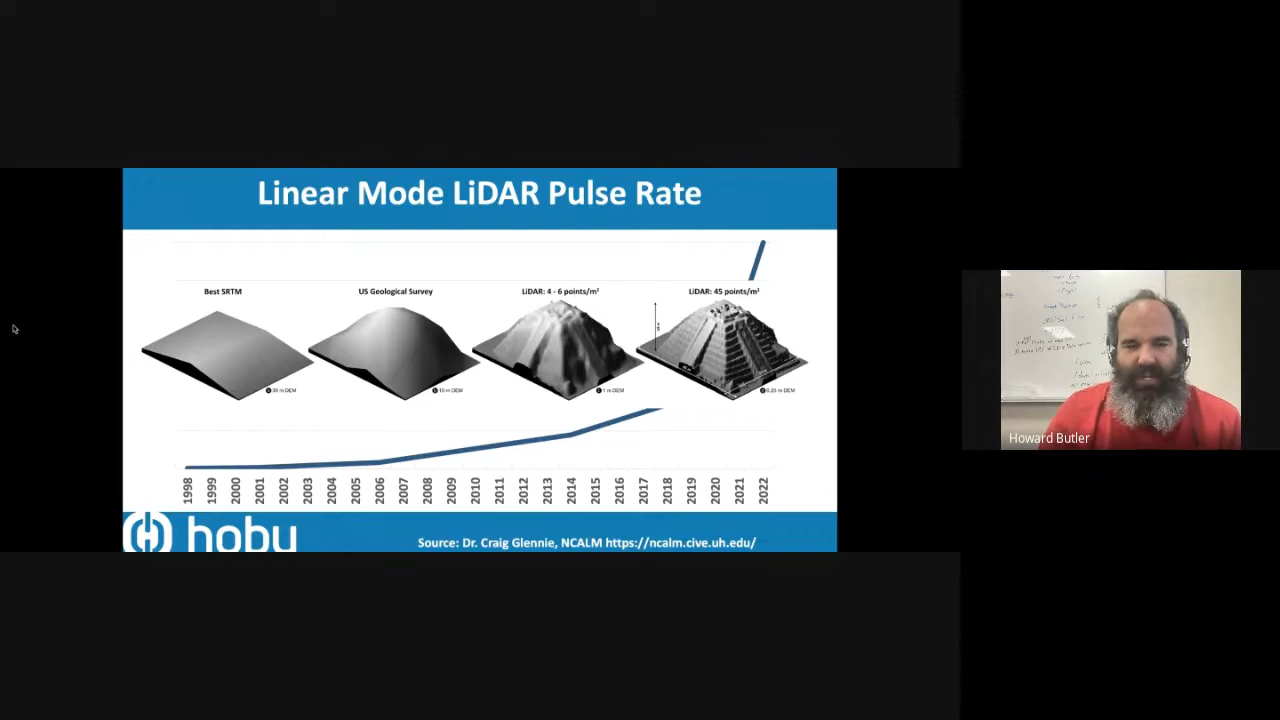 Linear Mode LiDAR Pulse Rate
Best SRTM
US Geological Survey
LiDAR: 4 - 6 points/m²
LiDAR: 45 points/m²
30 m DEM
10 m DEM
1 m DEM
0.25 m DEM
1998 1999 2000 2001 2002 2003 2004 2005 2006 2007 2008 2009 2010 2011 2012 2013 2014 2015 2016 2017 2018 2019 2020 2021 2022
hobu
Source: Dr. Craig Glennie, NCALM https://ncalm.cive.uh.edu/
Howard Butler